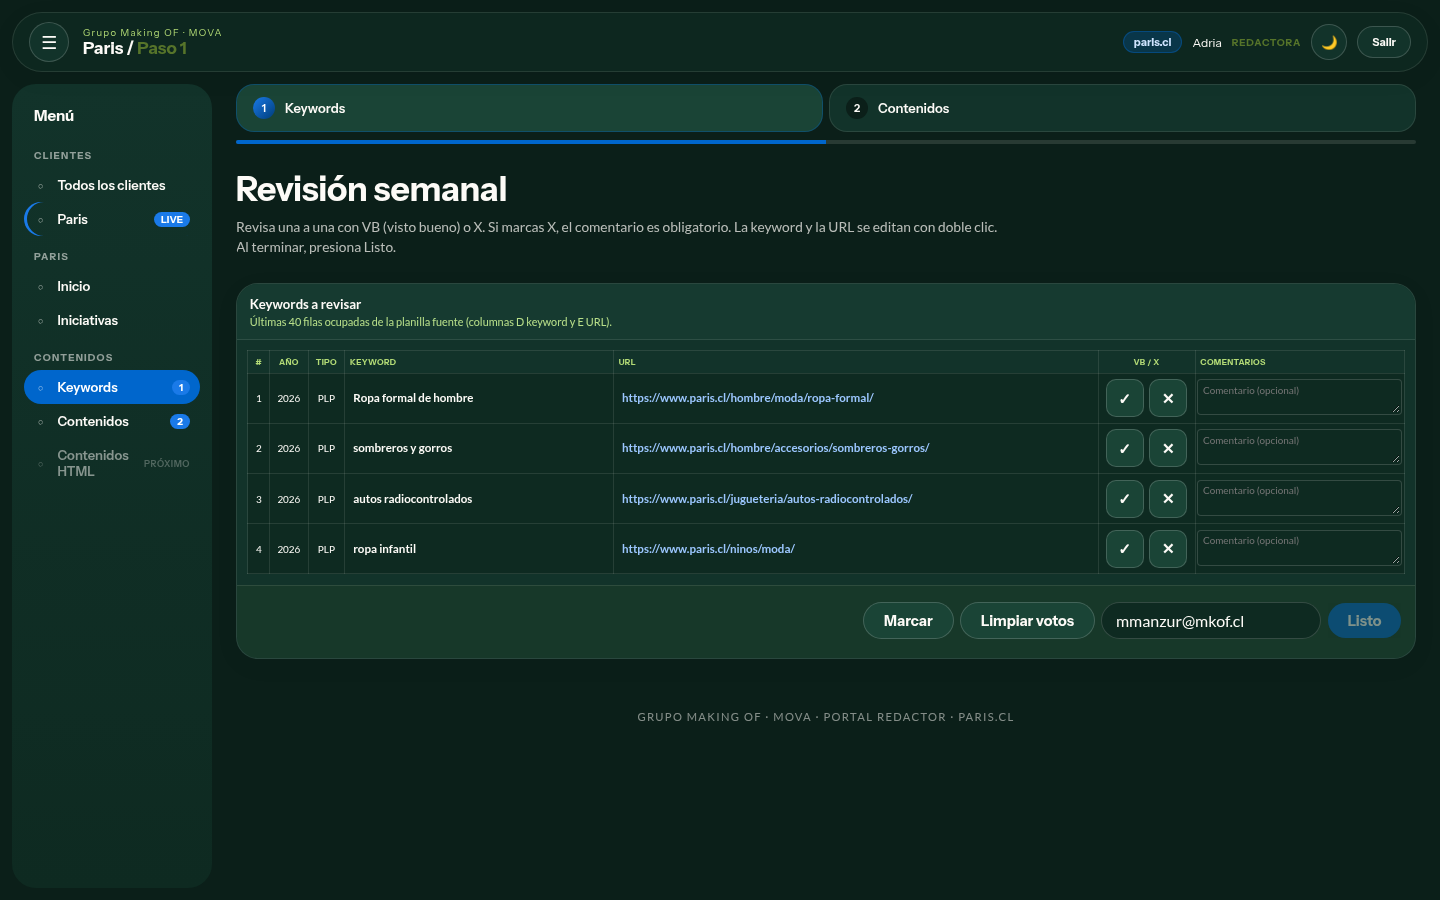 ☰
Grupo Making OF · MOVA
Paris / Paso 1
paris.cl
Adria
REDACTORA
Salir
Menú
CLIENTES
Todos los clientes
Paris LIVE
PARIS
Inicio
Iniciativas
CONTENIDOS
Keywords 1
Contenidos 2
Contenidos
HTML PRÓXIMO
1 Keywords
2 Contenidos
Revisión semanal
Revisa una a una con VB (visto bueno) o X. Si marcas X, el comentario es obligatorio. La keyword y la URL se editan con doble clic.
Al terminar, presiona Listo.
Keywords a revisar
Últimas 40 filas ocupadas de la planilla fuente (columnas D keyword y E URL).
# AÑO TIPO KEYWORD URL VB / X COMENTARIOS
1 2026 PLP Ropa formal de hombre https://www.paris.cl/hombre/moda/ropa-formal/ ✓ ✕ Comentario (opcional)
2 2026 PLP sombreros y gorros https://www.paris.cl/hombre/accesorios/sombreros-gorros/ ✓ ✕ Comentario (opcional)
3 2026 PLP autos radiocontrolados https://www.paris.cl/jugueteria/autos-radiocontrolados/ ✓ ✕ Comentario (opcional)
4 2026 PLP ropa infantil https://www.paris.cl/ninos/moda/ ✓ ✕ Comentario (opcional)
Marcar
Limpiar votos
mmanzur@mkof.cl
Listo
GRUPO MAKING OF · MOVA · PORTAL REDACTOR · PARIS.CL